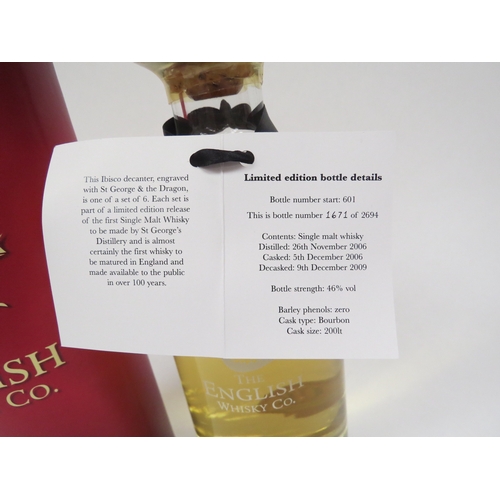 This Ibisco decanter, engraved
with St George & the Dragon,
is one of a set of 6. Each set is
part of a limited edition release
of the first Single Malt Whisky
to be made by St George's
Distillery and is almost
certainly the first whisky to
be matured in England and
made available to the public
in over 100 years.
Limited edition bottle details
Bottle number start: 601
This is bottle number 1671 of 2694
Contents: Single malt whisky
Distilled: 26th November 2006
Casked: 5th December 2006
Decasked: 9th December 2009
Bottle strength: 46% vol
Barley phenols: zero
Cask type: Bourbon
Cask size: 200lt
THE
ENGLISH
WHISKY CO.
ISH
Y CO.